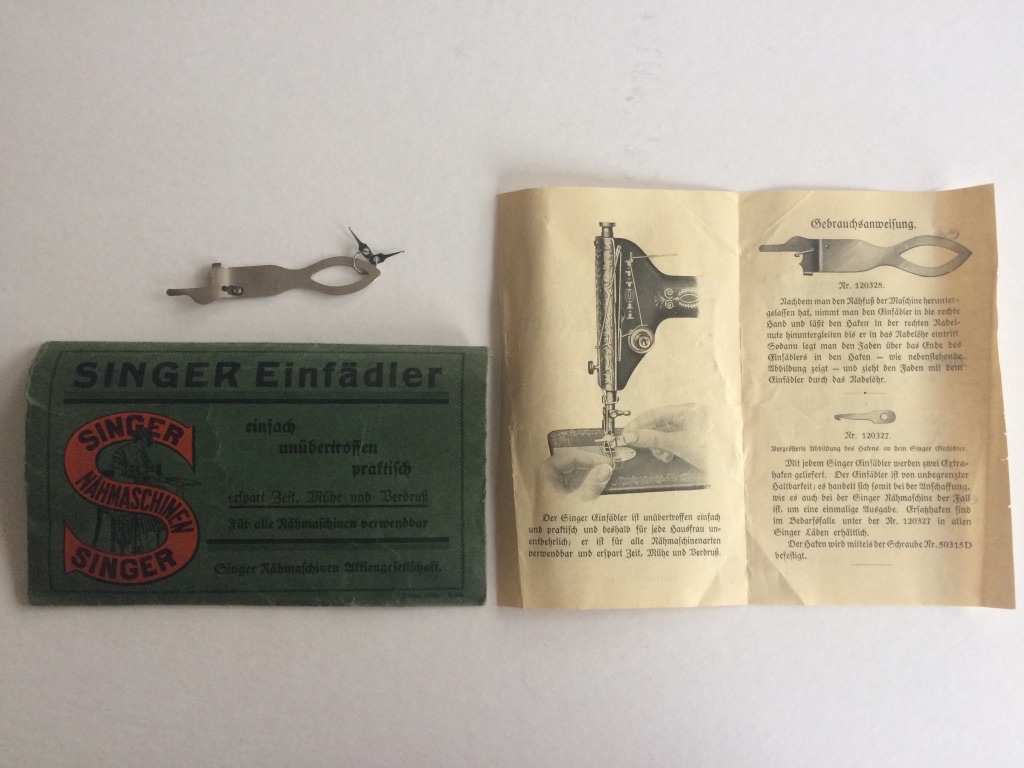 SINGER Einfädler
SINGER
NÄHMASCHINEN
SINGER
einfach
unübertroffen
praktisch
erspart Zeit, Mühe und Verdruß
Für alle Nähmaschinen verwendbar
Singer Nähmaschinen Aktiengesellschaft.
Der Singer Einfädler ist unübertroffen einfach
und praktisch und deshalb für jede Hausfrau un-
entbehrlich; er ist für alle Nähmaschinenarten
verwendbar und erspart Zeit, Mühe und Verdruß.
Gebrauchsanweisung.
Nr. 120328.
Nachdem man den Nähfuß der Maschine herunter-
gelassen hat, nimmt man den Einfädler in die rechte
Hand und läßt den Haken in der rechten Nadel-
nute hinuntergleiten bis er in das Nadelöhr eintritt.
Sodann legt man den Faden über das Ende des
Einfädlers in den Haken — wie nebenstehende
Abbildung zeigt — und zieht den Faden mit dem
Einfädler durch das Nadelöhr.
Nr. 120327.
Vergrößerte Abbildung des Hakens an dem Singer Einfädler.
Mit jedem Singer Einfädler werden zwei Extra-
haken geliefert. Der Einfädler ist von unbegrenzter
Haltbarkeit; es handelt sich somit bei der Anschaffung,
wie es auch bei der Singer Nähmaschine der Fall
ist, um eine einmalige Ausgabe. Ersatzhaken sind
im Bedarfsfalle unter der Nr. 120327 in allen
Singer Läden erhältlich.
Der Haken wird mittels der Schraube Nr. 50315D
befestigt.